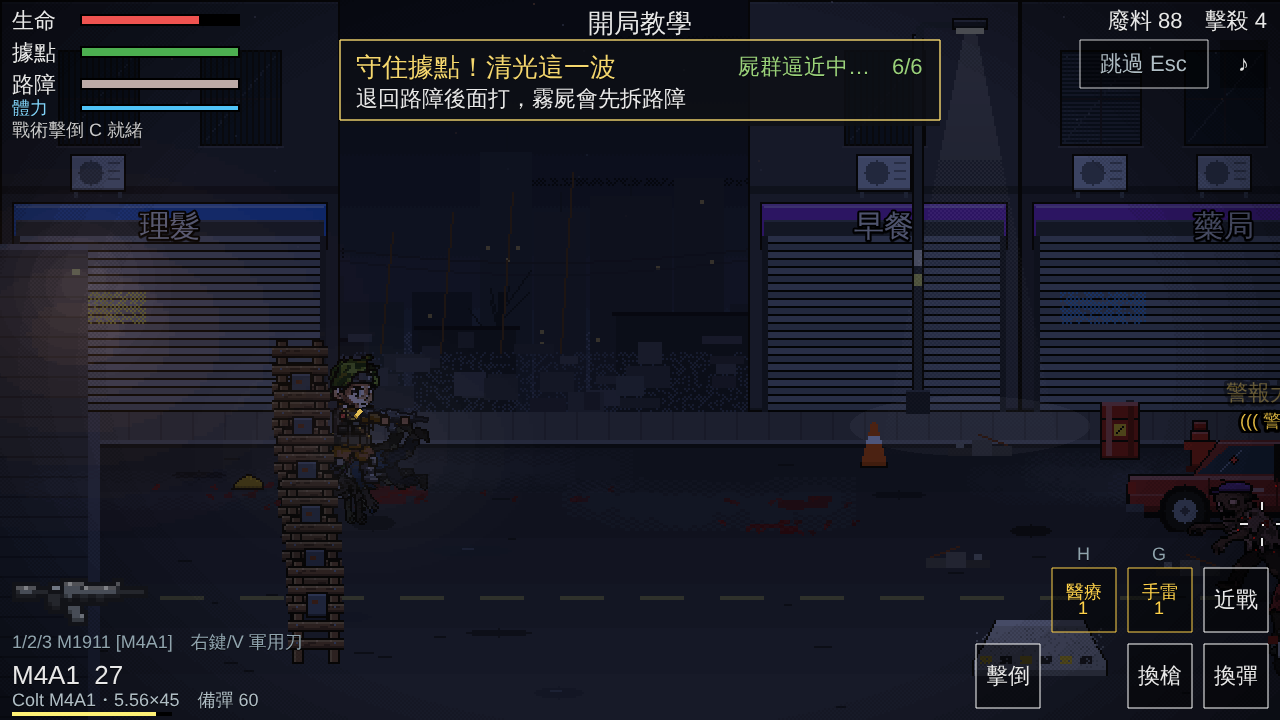 生命
據點
路障
體力
戰術擊倒 C 就緒
開局教學
守住據點！清光這一波
屍群逼近中… 6/6
退回路障後面打，霧屍會先拆路障
廢料 88 擊殺 4
跳過 Esc
♪
理髮
早餐
藥局
警報
((( 警
H
G
醫療
1
手雷
1
近戰
擊倒
換槍
換彈
1/2/3 M1911 [M4A1] 右鍵/V 軍用刀
M4A1 27
Colt M4A1・5.56×45 備彈 60